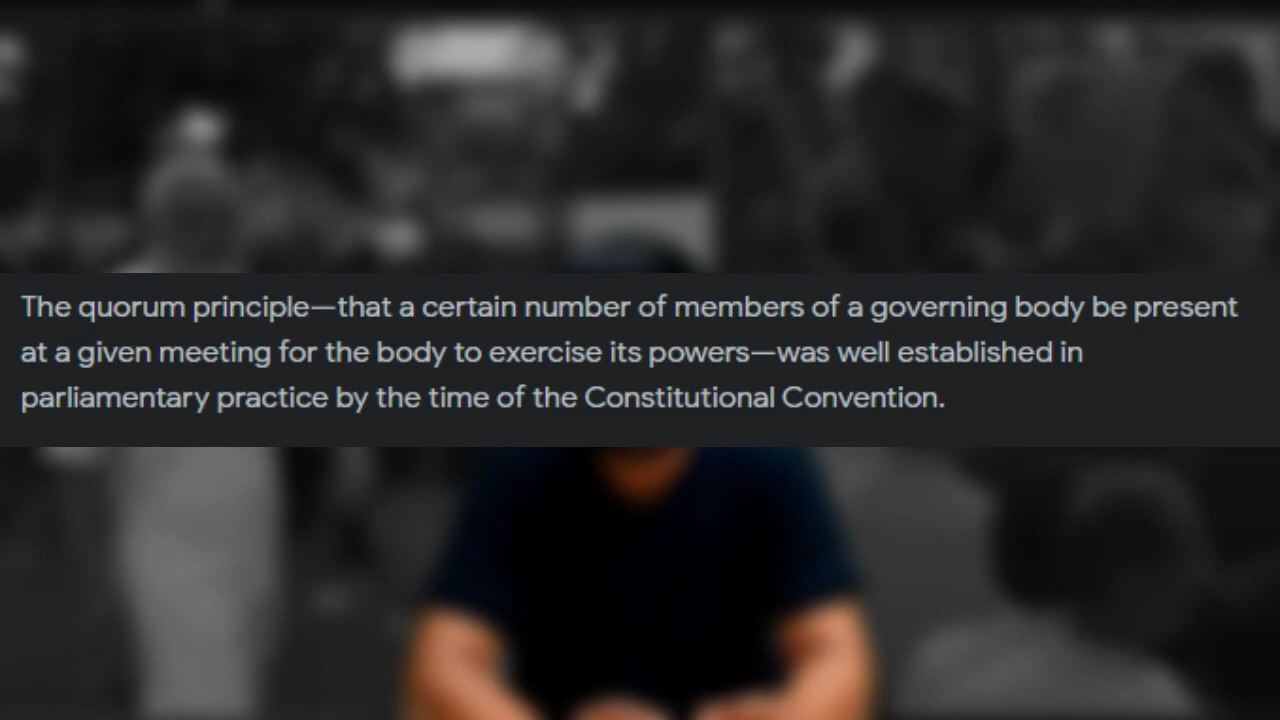 The quorum principle—that a certain number of members of a governing body be present
at a given meeting for the body to exercise its powers—was well established in
parliamentary practice by the time of the Constitutional Convention.